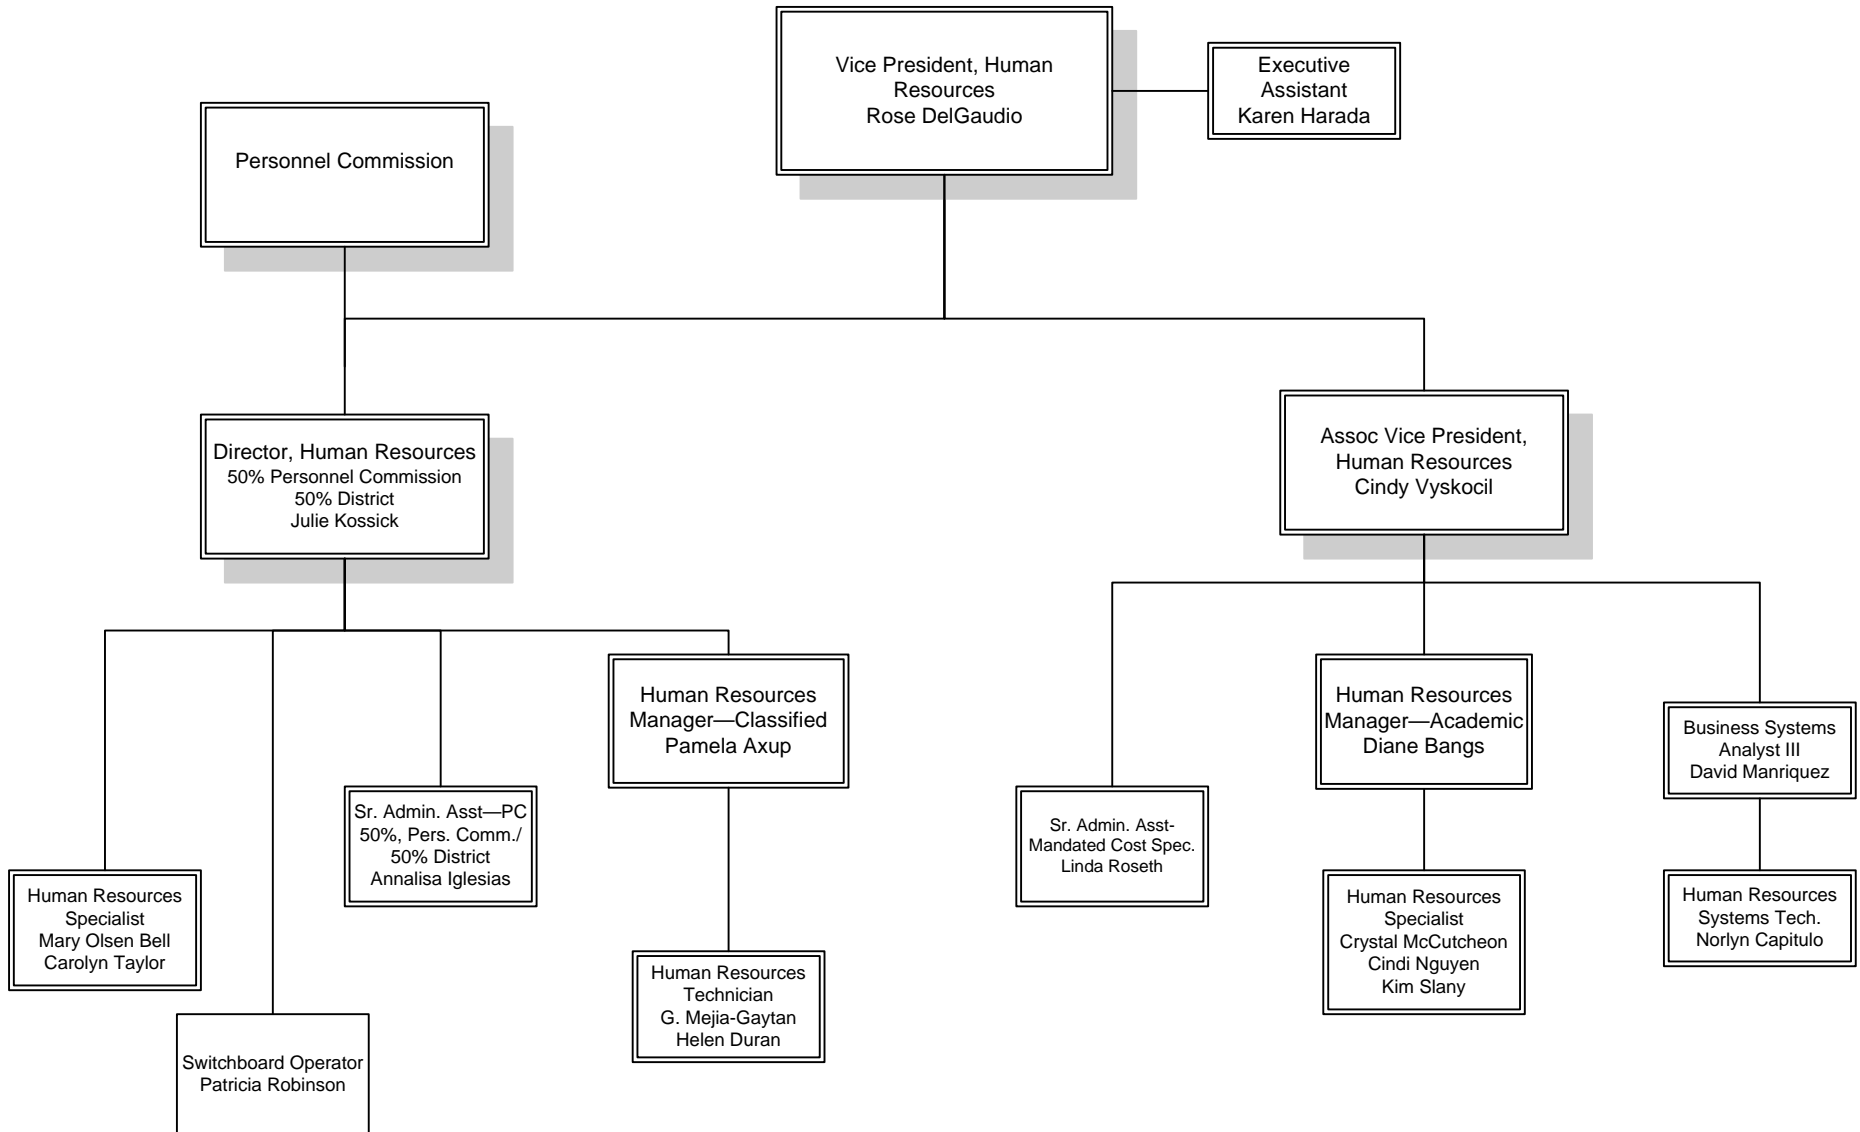 Vice President, Human
Resources
Rose DelGaudio
Executive
Assistant
Karen Harada
Personnel Commission
Director, Human Resources
50% Personnel Commission
50% District
Julie Kossick
Assoc Vice President,
Human Resources
Cindy Vyskocil
Human Resources
Manager—Classified
Pamela Axup
Human Resources
Manager—Academic
Diane Bangs
Business Systems
Analyst III
David Manriquez
Sr. Admin. Asst—PC
50%, Pers. Comm./
50% District
Annalisa Iglesias
Sr. Admin. Asst-
Mandated Cost Spec.
Linda Roseth
Human Resources
Specialist
Mary Olsen Bell
Carolyn Taylor
Human Resources
Specialist
Crystal McCutcheon
Cindi Nguyen
Kim Slany
Human Resources
Systems Tech.
Norlyn Capitulo
Human Resources
Technician
G. Mejia-Gaytan
Helen Duran
Switchboard Operator
Patricia Robinson